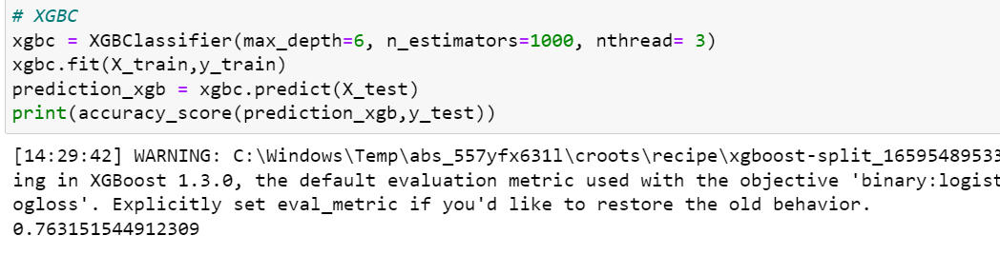 # XGBC
xgbc = XGBClassifier(max_depth=6, n_estimators=1000, nthread= 3)
xgbc.fit(X_train,y_train)
prediction_xgb = xgbc.predict(X_test)
print(accuracy_score(prediction_xgb,y_test))
[14:29:42] WARNING: C:\Windows\Temp\abs_557yfx631l\croots\recipe\xgboost-split_16595489533
ing in XGBoost 1.3.0, the default evaluation metric used with the objective 'binary:logist
ogloss'. Explicitly set eval_metric if you'd like to restore the old behavior.
0.763151544912309